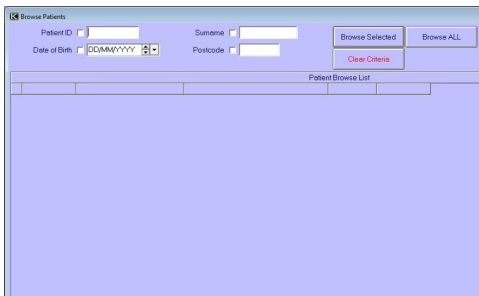 Browse Patients
Patient ID Surname
Browse Selected Browse ALL
Date of Birth DD/MM/YYYY Postcode
Clear Criteria
Patient Browse List